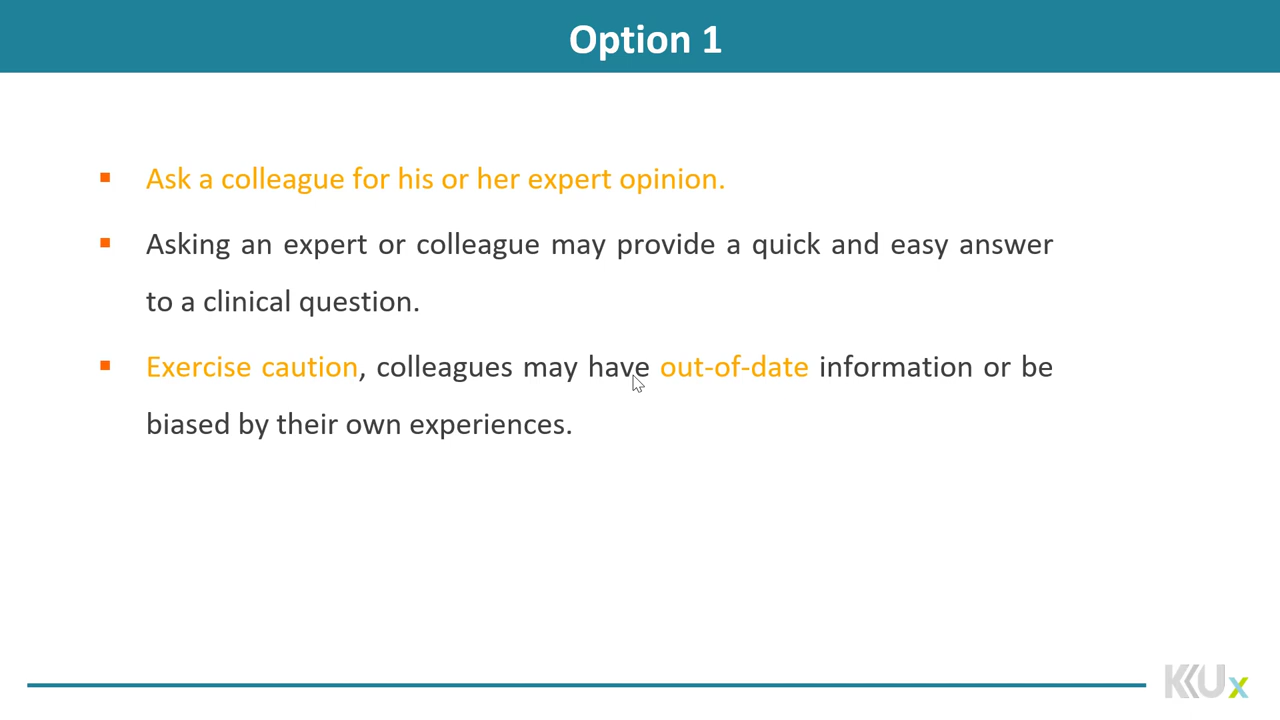 Option 1
▪ Ask a colleague for his or her expert opinion.
▪ Asking an expert or colleague may provide a quick and easy answer
to a clinical question.
▪ Exercise caution, colleagues may have out-of-date information or be
biased by their own experiences.
KKUx